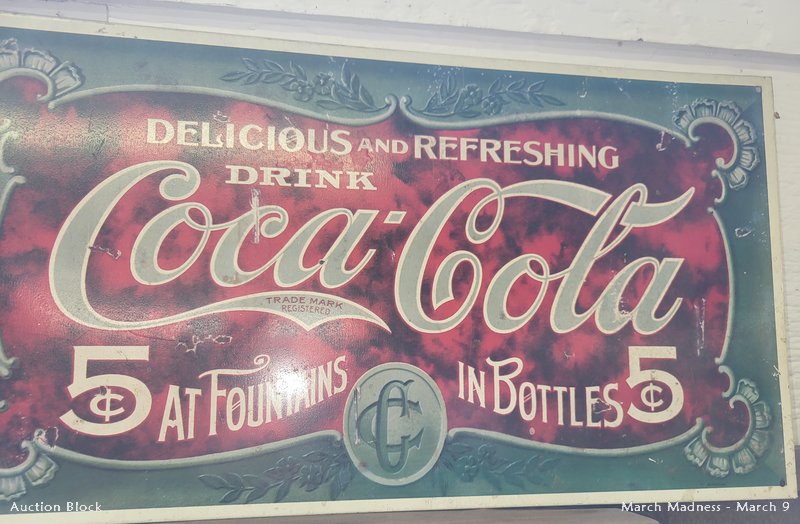 DELICIOUS AND REFRESHING
DRINK
Coca-Cola
TRADE MARK
REGISTERED
5¢ AT FOUNTAINS IN BOTTLES 5¢
CC
Auction Block
March Madness - March 9